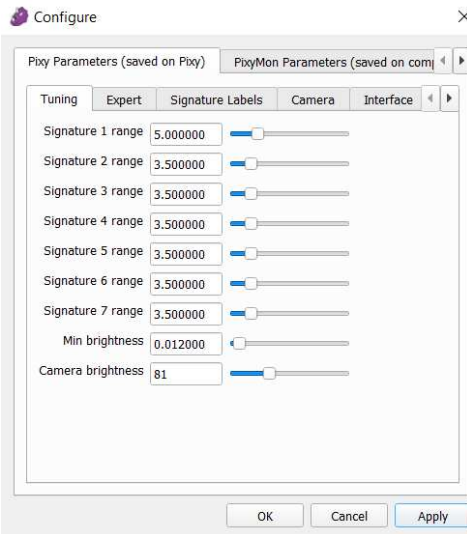 Configure
Pixy Parameters (saved on Pixy) PixyMon Parameters (saved on
Tuning Expert Signature Labels Camera Interface
Signature 1 range 5.000000
Signature 2 range 3.500000
Signature 3 range 3.500000
Signature 4 range 3.500000
Signature 5 range 3.500000
Signature 6 range 3.500000
Signature 7 range 3.500000
Min brightness 0.012000
Camera brightness 81
OK Cancel Apply